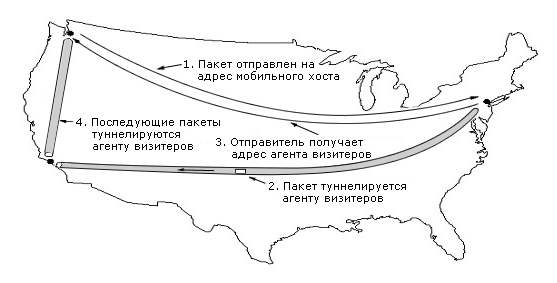 1. Пакет отправлен на
адрес мобильного хоста
4. Последующие пакеты
туннелируются
агенту визитеров
3. Отправитель получает
адрес агента визитеров
2. Пакет туннелируется
агенту визитеров